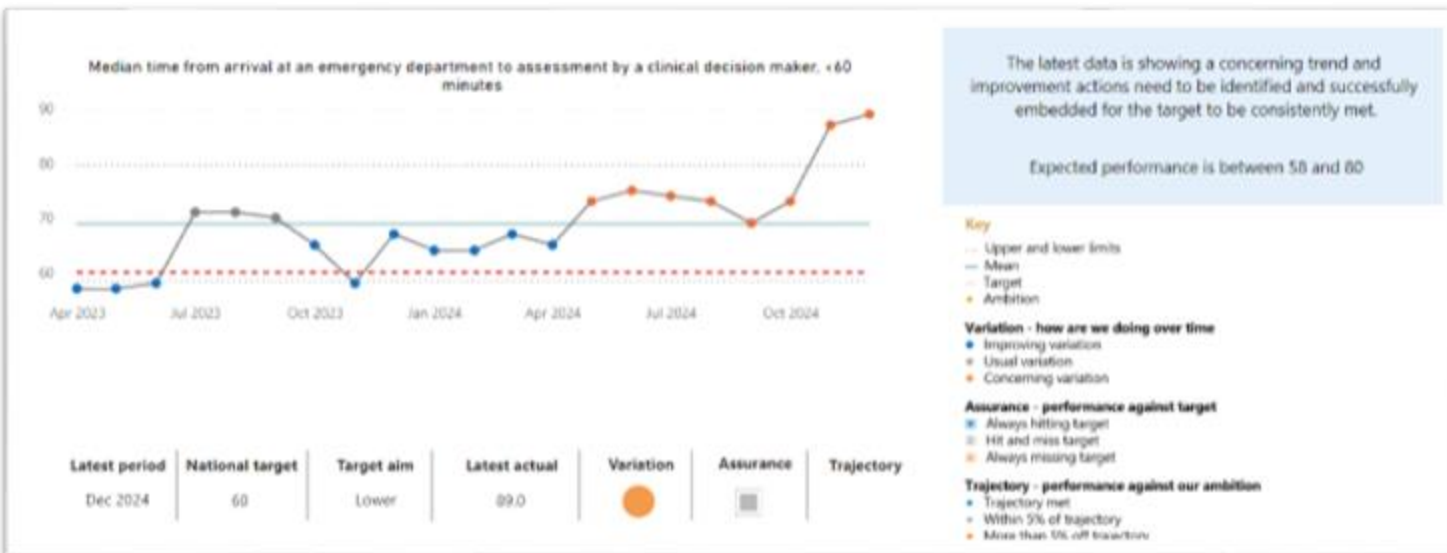 Median time from arrival at an emergency department to assessment by a clinical decision maker, <60
minutes
90
80
70
60
Apr 2023
Jul 2023
Oct 2023
Jan 2024
Apr 2024
Jul 2024
Oct 2024
Latest period
National target
Target aim
Latest actual
Variation
Assurance
Trajectory
Dec 2024
60
Lower
89.0
The latest data is showing a concerning trend and
improvement actions need to be identified and successfully
embedded for the target to be consistently met.
Expected performance is between 58 and 80
Key
Upper and lower limits
Mean
Target
Ambition
Variation - how are we doing over time
Improving variation
Usual variation
Concerning variation
Assurance - performance against target
Always hitting target
Hit and miss target
Always missing target
Trajectory - performance against our ambition
Trajectory met
Within 5% of trajectory
More than 5% off trajectory